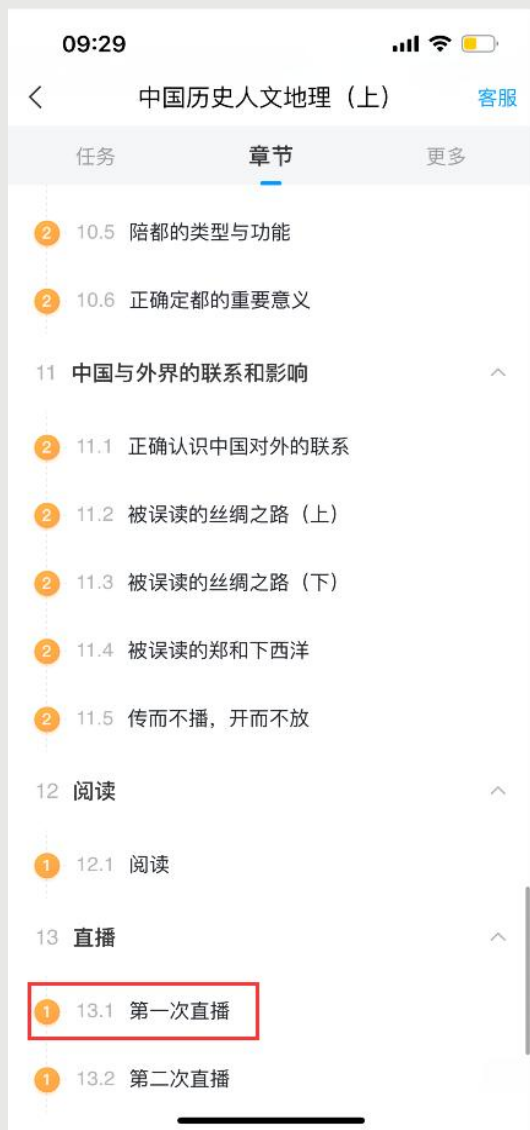 09:29
中国历史人文地理（上）
客服
任务 章节 更多
2 10.5 陪都的类型与功能
2 10.6 正确定都的重要意义
11 中国与外界的联系和影响
2 11.1 正确认识中国对外的联系
2 11.2 被误读的丝绸之路（上）
2 11.3 被误读的丝绸之路（下）
2 11.4 被误读的郑和下西洋
2 11.5 传而不播，开而不放
12 阅读
1 12.1 阅读
13 直播
1 13.1 第一次直播
1 13.2 第二次直播